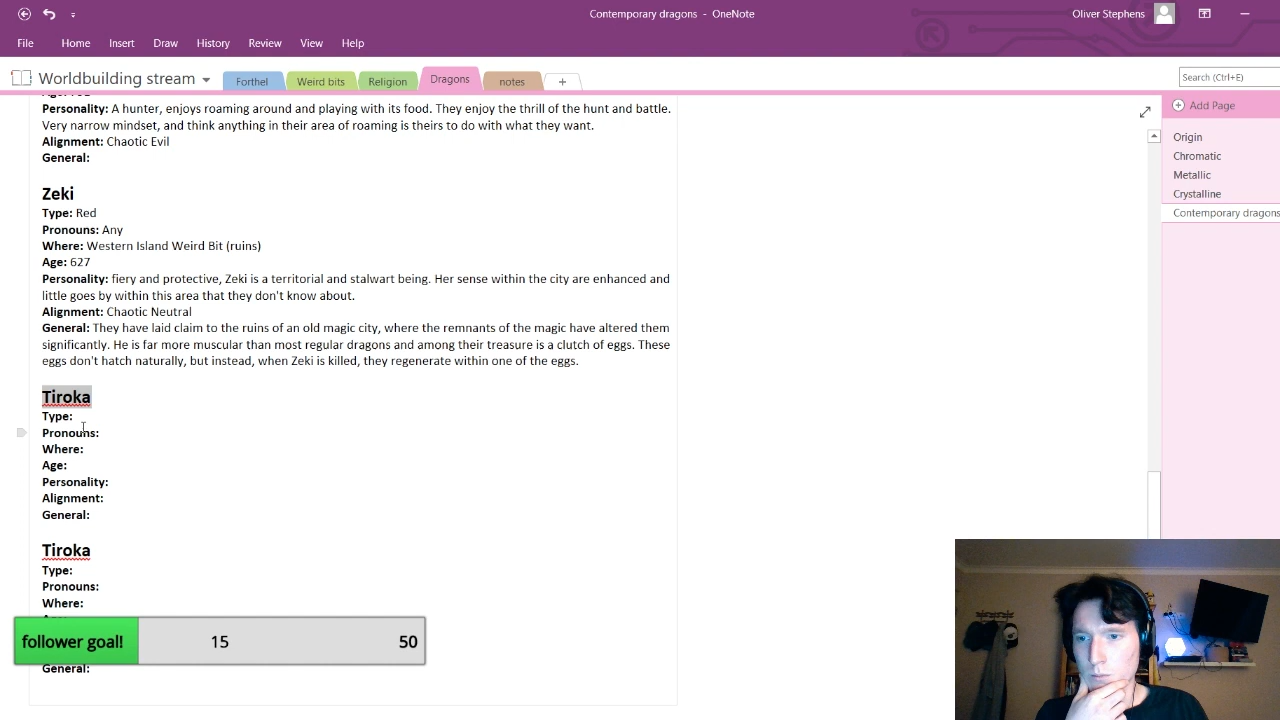 Contemporary dragons - OneNote
Oliver Stephens
File Home Insert Draw History Review View Help
Worldbuilding stream
Forthel Weird bits Religion Dragons notes +
Search (Ctrl+E)
Add Page
Origin
Chromatic
Metallic
Crystalline
Contemporary dragons
Personality: A hunter, enjoys roaming around and playing with its food. They enjoy the thrill of the hunt and battle.
Very narrow mindset, and think anything in their area of roaming is theirs to do with what they want.
Alignment: Chaotic Evil
General:
Zeki
Type: Red
Pronouns: Any
Where: Western Island Weird Bit (ruins)
Age: 627
Personality: fiery and protective, Zeki is a territorial and stalwart being. Her sense within the city are enhanced and
little goes by within this area that they don't know about.
Alignment: Chaotic Neutral
General: They have laid claim to the ruins of an old magic city, where the remnants of the magic have altered them
significantly. He is far more muscular than most regular dragons and among their treasure is a clutch of eggs. These
eggs don't hatch naturally, but instead, when Zeki is killed, they regenerate within one of the eggs.
Tiroka
Type:
Pronouns:
Where:
Age:
Personality:
Alignment:
General:
Tiroka
Type:
Pronouns:
Where:
follower goal! 15 50
General: